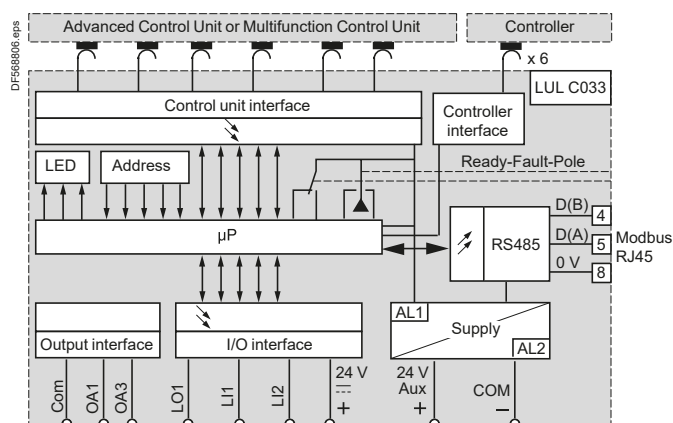 DF568806.eps
Advanced Control Unit or Multifunction Control Unit
Controller
x 6
LUL C033
Control unit interface
Controller
interface
LED
Address
Ready-Fault-Pole
µP
RS485
D(B)
4
D(A)
5
0 V
8
Modbus
RJ45
Output interface
I/O interface
AL1
Supply
AL2
Com
OA1
OA3
LO1
LI1
LI2
24 V
+
24 V
Aux
+
COM
–